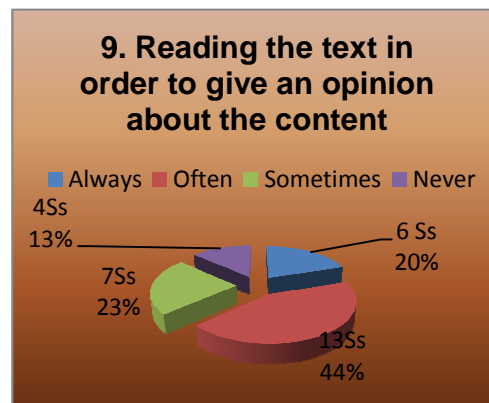 9. Reading the text in
order to give an opinion
about the content
Always Often Sometimes Never
4Ss
13%
6 Ss
20%
7Ss
23%
13Ss
44%